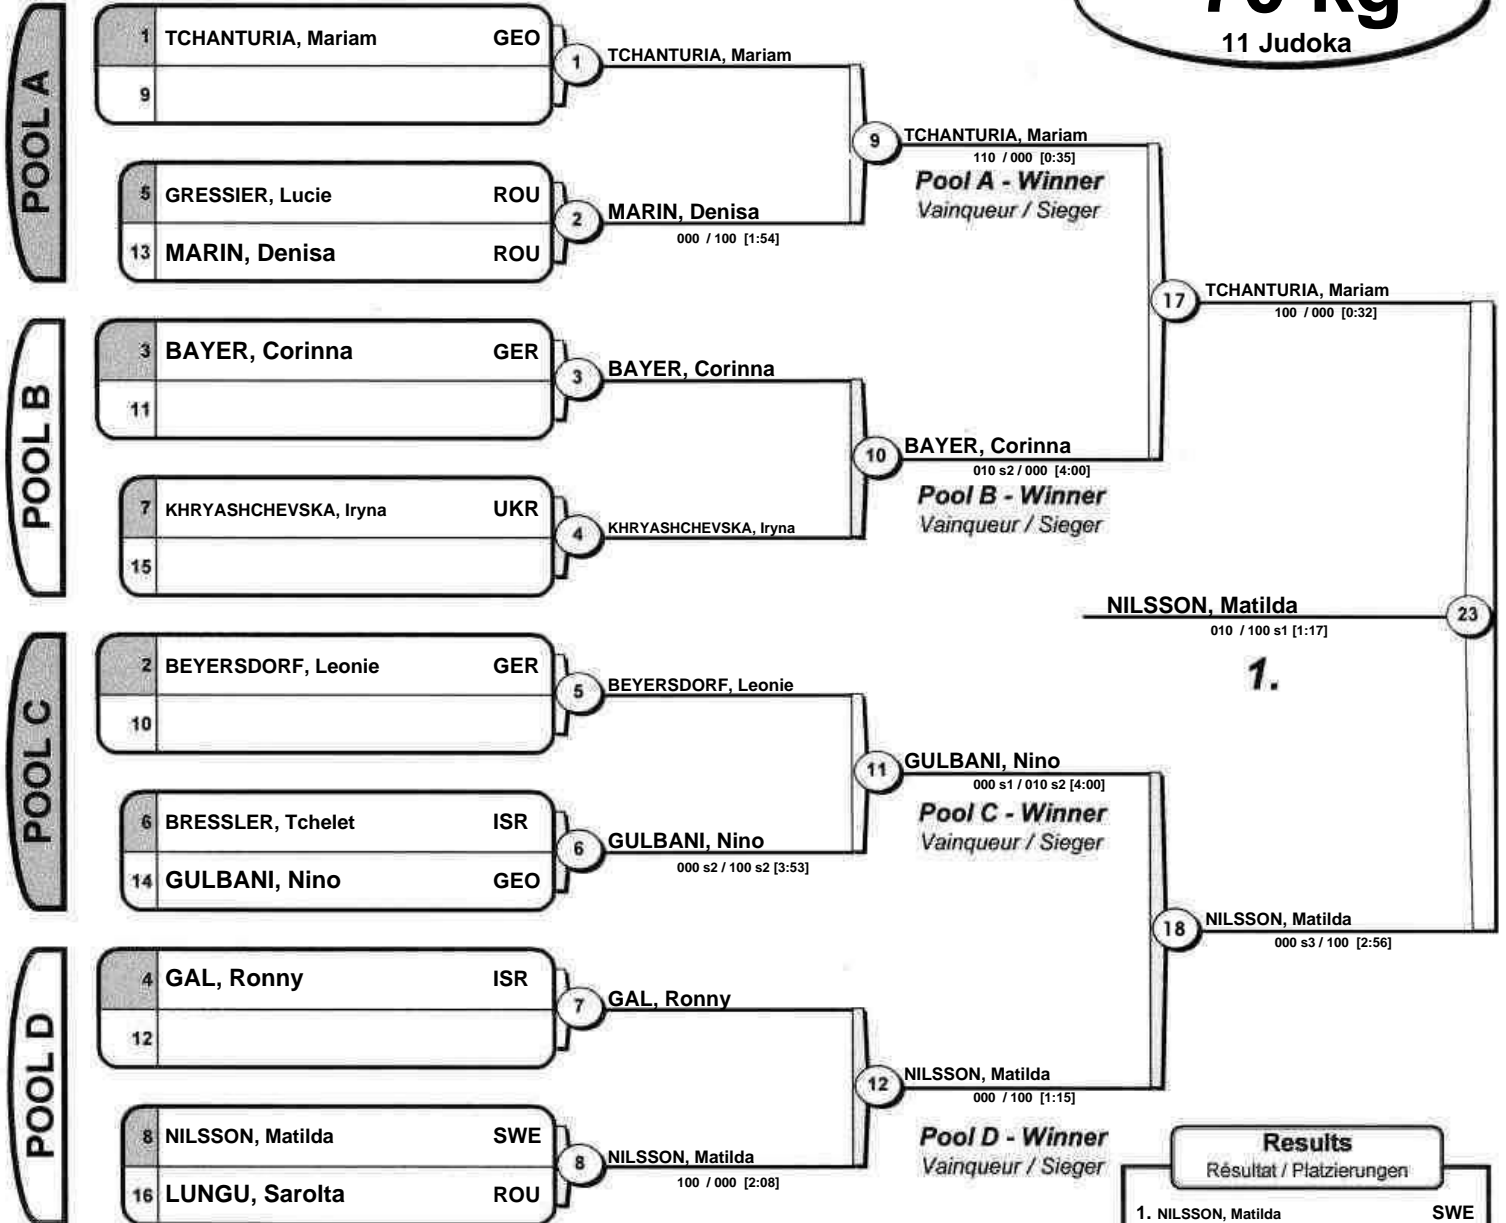 11 Judoka
POOL A
1 TCHANTURIA, Mariam GEO
9
1 TCHANTURIA, Mariam
5 GRESSIER, Lucie ROU
13 MARIN, Denisa ROU
2 MARIN, Denisa
000 / 100 [1:54]
9 TCHANTURIA, Mariam
110 / 000 [0:35]
Pool A - Winner
Vainqueur / Sieger
POOL B
3 BAYER, Corinna GER
11
3 BAYER, Corinna
7 KHRYASHCHEVSKA, Iryna UKR
15
4 KHRYASHCHEVSKA, Iryna
10 BAYER, Corinna
010 s2 / 000 [4:00]
Pool B - Winner
Vainqueur / Sieger
17 TCHANTURIA, Mariam
100 / 000 [0:32]
NILSSON, Matilda 23
010 / 100 s1 [1:17]
1.
POOL C
2 BEYERSDORF, Leonie GER
10
5 BEYERSDORF, Leonie
6 BRESSLER, Tchelet ISR
14 GULBANI, Nino GEO
6 GULBANI, Nino
000 s2 / 100 s2 [3:53]
11 GULBANI, Nino
000 s1 / 010 s2 [4:00]
Pool C - Winner
Vainqueur / Sieger
POOL D
4 GAL, Ronny ISR
12
7 GAL, Ronny
8 NILSSON, Matilda SWE
16 LUNGU, Sarolta ROU
8 NILSSON, Matilda
100 / 000 [2:08]
12 NILSSON, Matilda
000 / 100 [1:15]
Pool D - Winner
Vainqueur / Sieger
18 NILSSON, Matilda
000 s3 / 100 [2:56]
Results
Résultat / Platzierungen
1. NILSSON, Matilda SWE